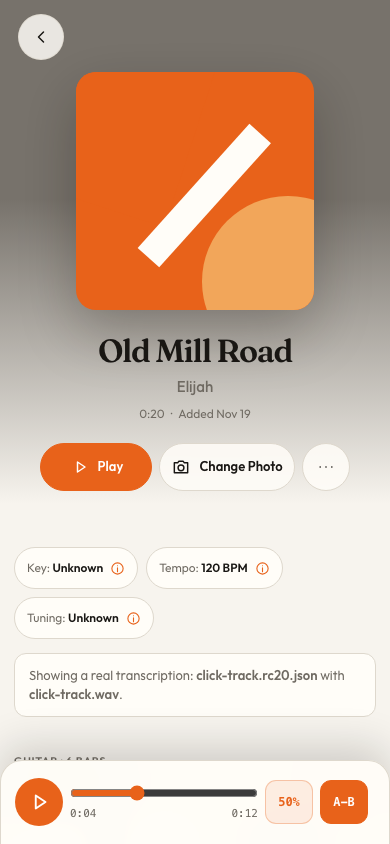 Old Mill Road
Elijah
0:20 · Added Nov 19
Play
Change Photo
...
Key: Unknown
Tempo: 120 BPM
Tuning: Unknown
Showing a real transcription: click-track.rc20.json with
click-track.wav.
0:04
0:12
50%
A–B